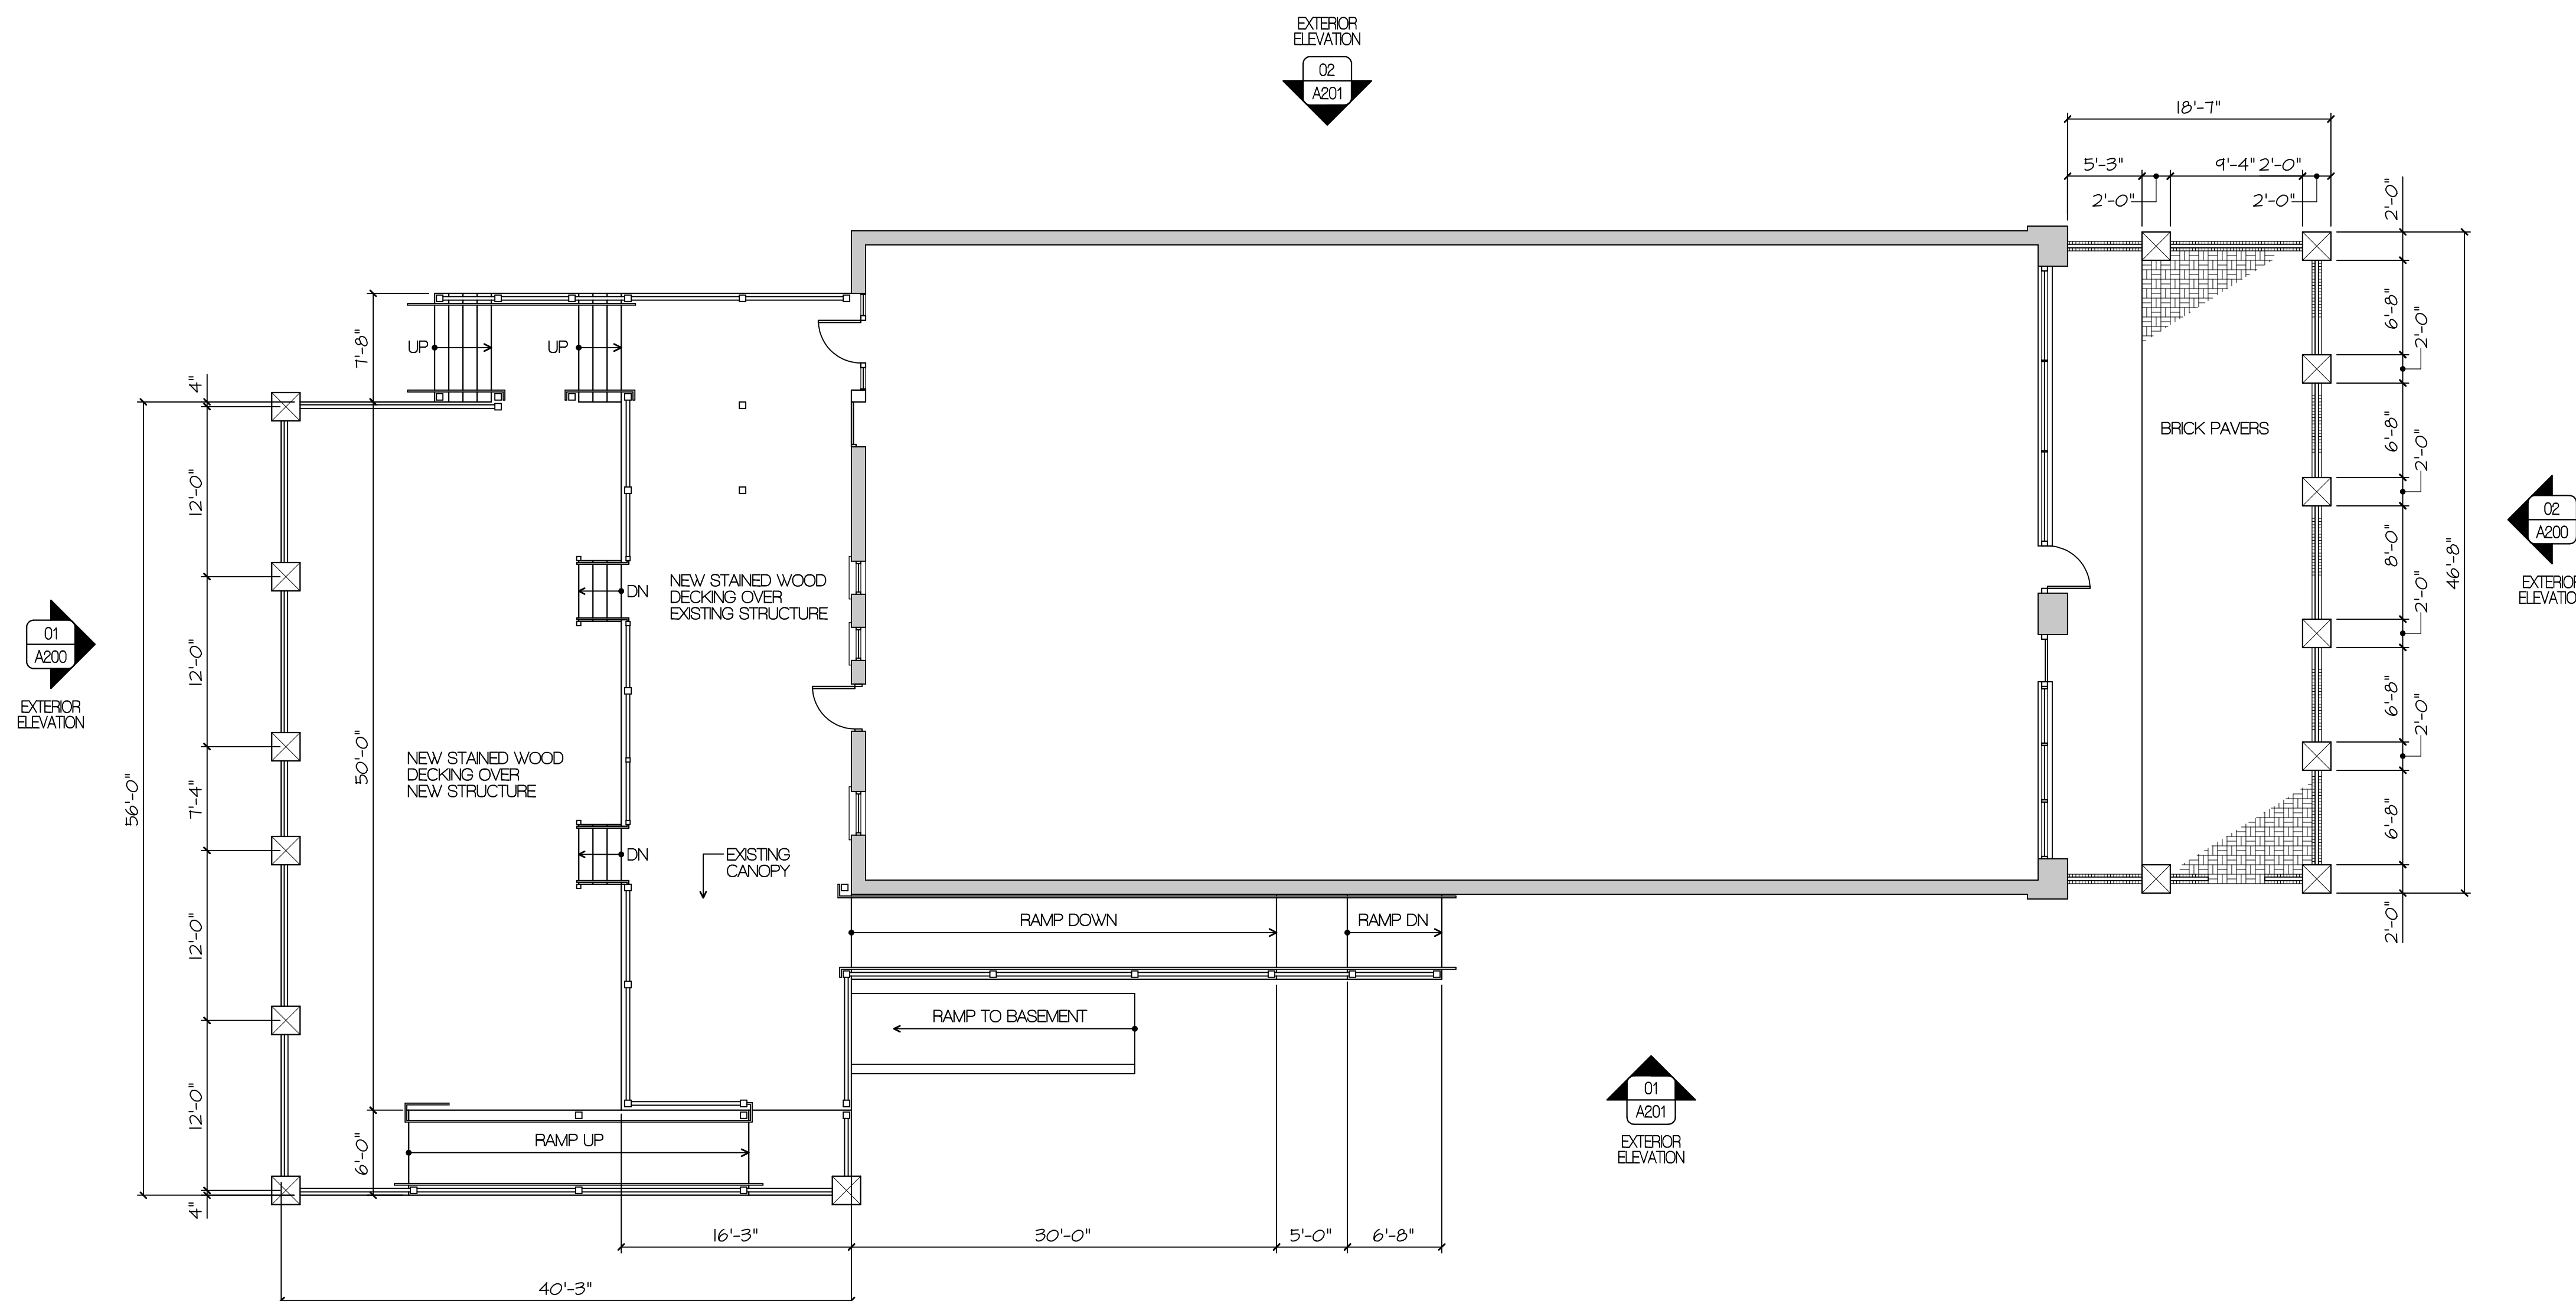 EXTERIOR
ELEVATION
02
A201
18'-7"
5'-3"
9'-4"
2'-0"
2'-0"
2'-0"
2'-0"
6'-8"
2'-0"
6'-8"
2'-0"
8'-0"
2'-0"
6'-8"
2'-0"
6'-8"
2'-0"
46'-8"
BRICK PAVERS
02
A200
7'-8"
UP
UP
4"
12'-0"
12'-0"
7'-4"
12'-0"
12'-0"
4"
56'-0"
50'-0"
6'-0"
01
A200
EXTERIOR
ELEVATION
DN
NEW STAINED WOOD
DECKING OVER
EXISTING STRUCTURE
NEW STAINED WOOD
DECKING OVER
NEW STRUCTURE
DN
EXISTING
CANOPY
RAMP DOWN
RAMP DN
RAMP TO BASEMENT
RAMP UP
01
A201
EXTERIOR
ELEVATION
16'-3"
30'-0"
5'-0"
6'-8"
40'-3"